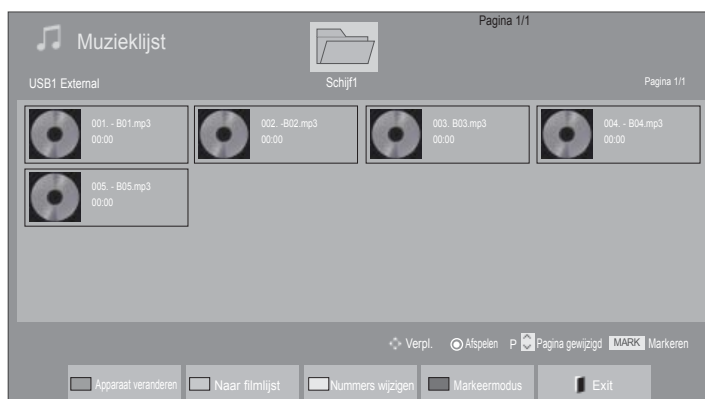 Pagina 1/1
Muzieklijst
USB1 External
Schijf1
Pagina 1/1
001. - B01.mp3
00:00
002. -B02.mp3
00:00
003. B03.mp3
00:00
004. - B04.mp3
00:00
005. - B05.mp3
00:00
Verpl. Afspelen P Pagina gewijzigd MARK Markeren
Apparaat veranderen Naar filmlijst Nummers wijzigen Markeermodus Exit